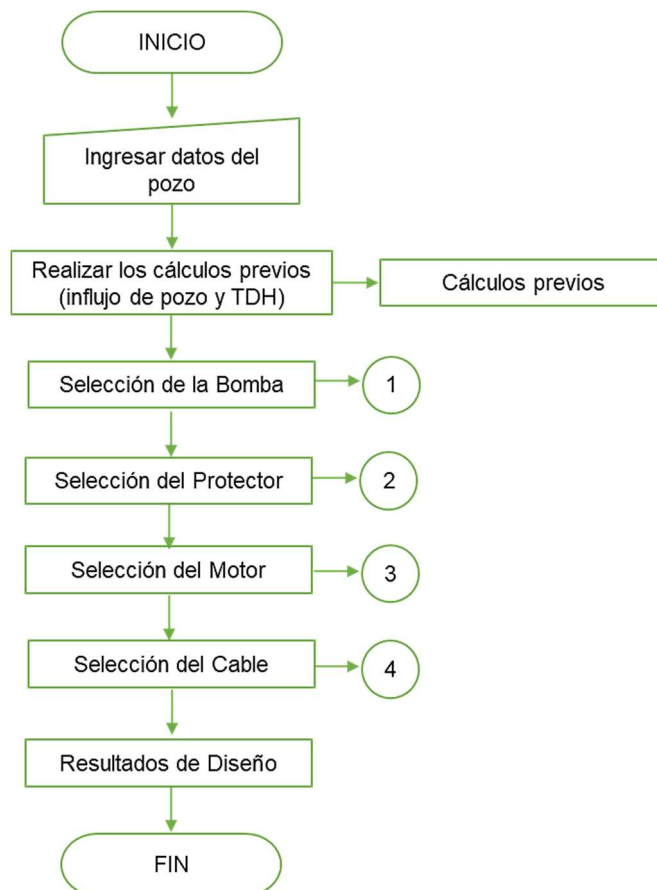 INICIO
Ingresar datos del
pozo
Realizar los cálculos previos
(influjo de pozo y TDH)
Cálculos previos
Selección de la Bomba
1
Selección del Protector
2
Selección del Motor
3
Selección del Cable
4
Resultados de Diseño
FIN